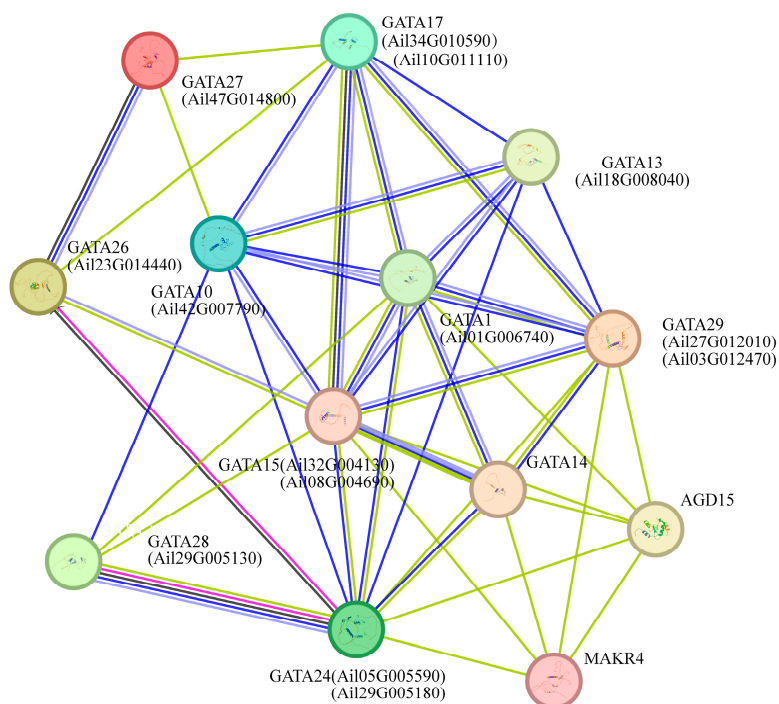 GATA17
(Ail34G010590)
(Ail10G011110)
GATA27
(Ail47G014800)
GATA13
(Ail18G008040)
GATA26
(Ail23G014440)
GATA10
(Ail42G007790)
GATA1
(Ail01G006740)
GATA29
(Ail27G012010)
(Ail03G012470)
GATA15(Ail32G004130)
(Ail08G004690)
GATA14
AGD15
GATA28
(Ail29G005130)
GATA24(Ail05G005590)
(Ail29G005180)
MAKR4